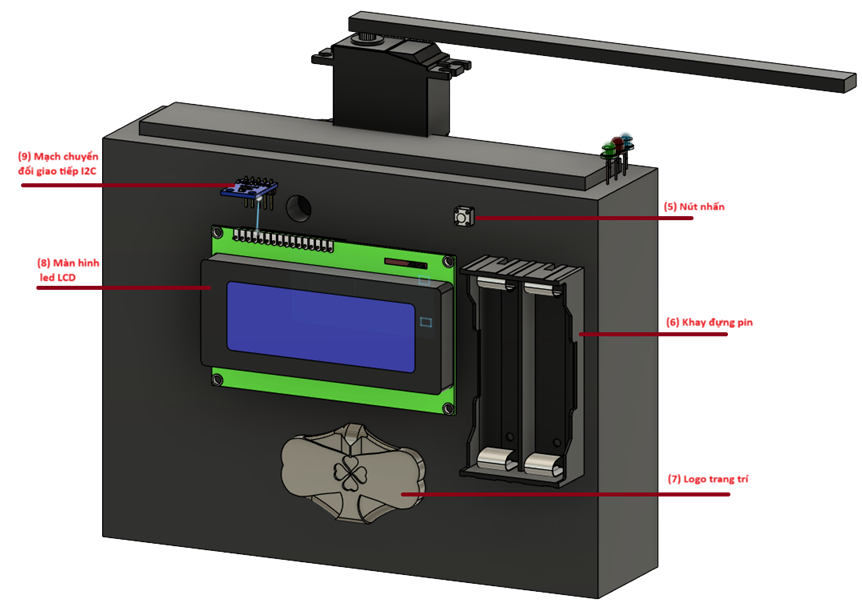 (9) Mạch chuyển
đổi giao tiếp I2C
(5) Nút nhấn
(8) Màn hình
led LCD
(6) Khay đựng pin
(7) Logo trang trí